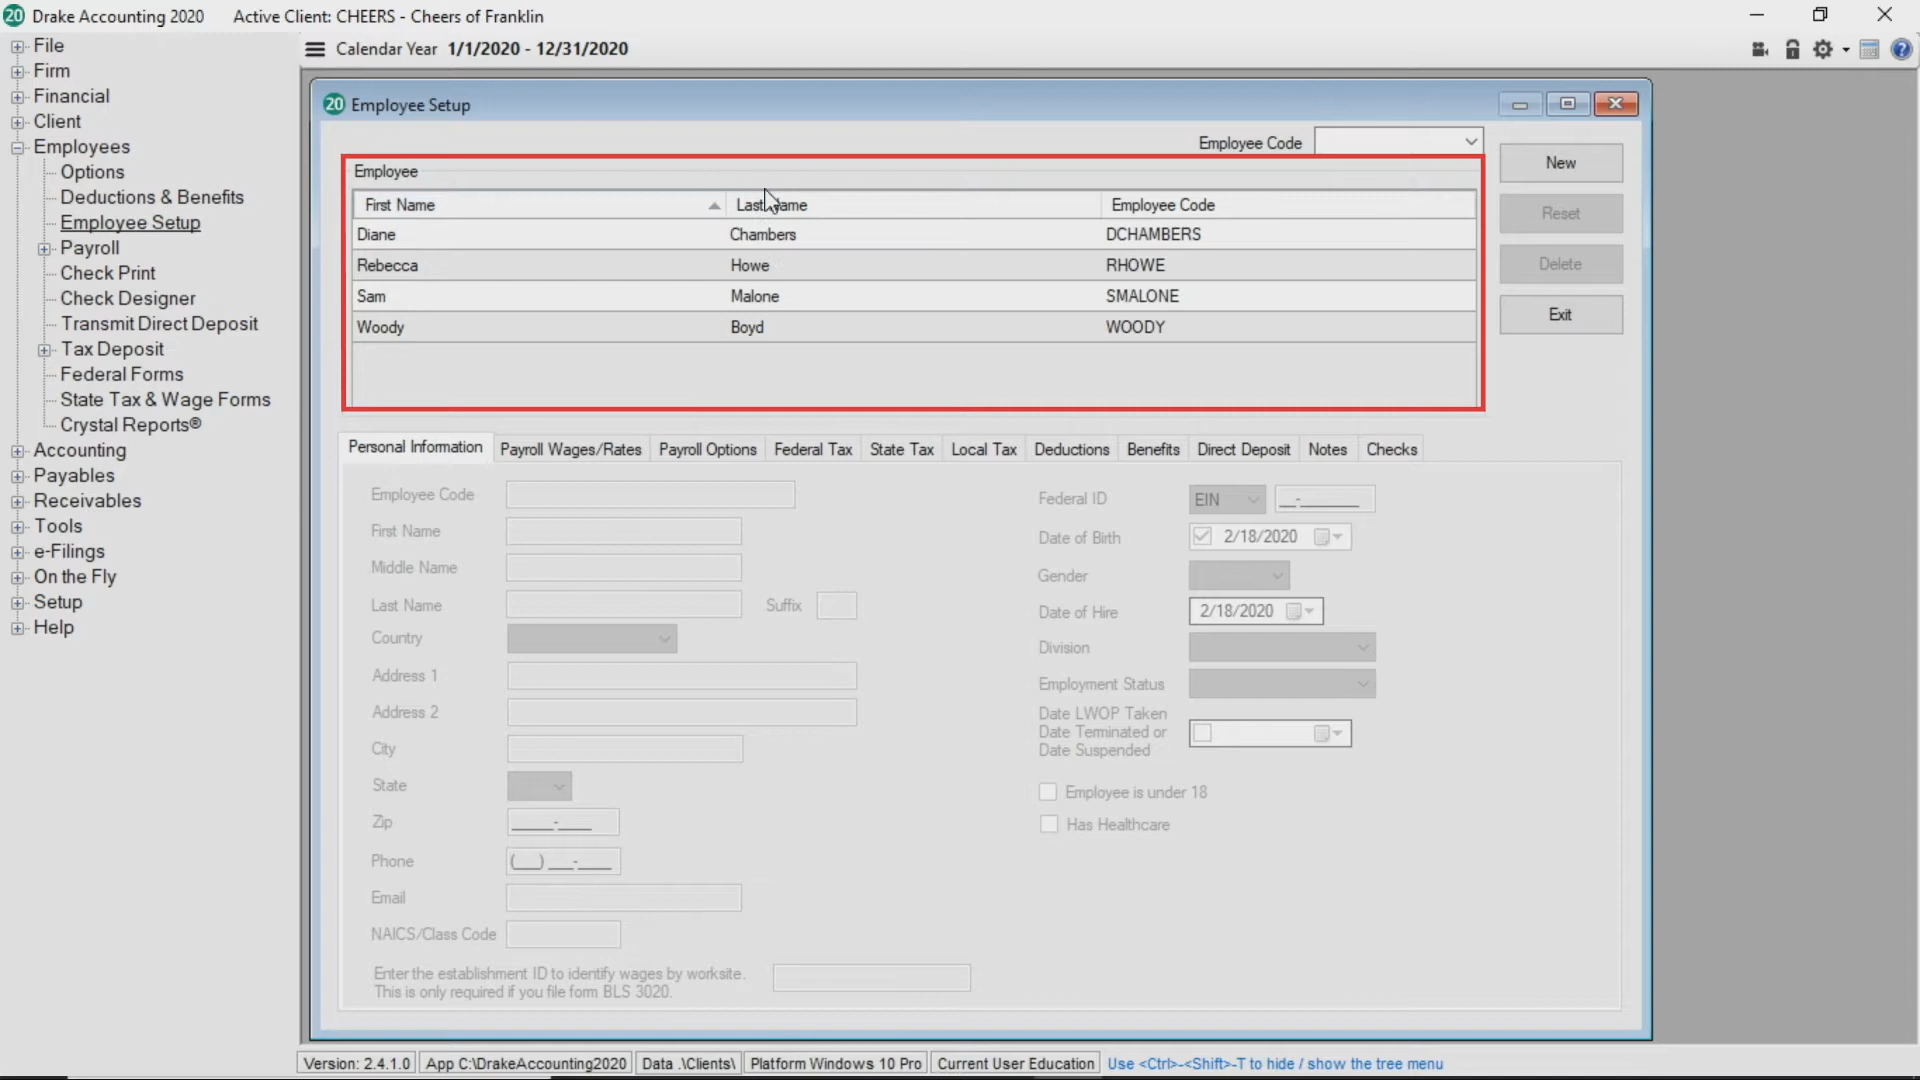 20 Drake Accounting 2020 Active Client: CHEERS - Cheers of Franklin
File
Firm
Financial
Client
Employees
Options
Deductions & Benefits
Employee Setup
Payroll
Check Print
Check Designer
Transmit Direct Deposit
Tax Deposit
Federal Forms
State Tax & Wage Forms
Crystal Reports®
Accounting
Payables
Receivables
Tools
e-Filings
On the Fly
Setup
Help
Calendar Year 1/1/2020 - 12/31/2020
20 Employee Setup
Employee Code
New
Reset
Delete
Exit
Employee
First Name Last Name Employee Code
Diane Chambers DCHAMBERS
Rebecca Howe RHOWE
Sam Malone SMALONE
Woody Boyd WOODY
Personal Information Payroll Wages/Rates Payroll Options Federal Tax State Tax Local Tax Deductions Benefits Direct Deposit Notes Checks
Employee Code
First Name
Middle Name
Last Name Suffix
Country
Address 1
Address 2
City
State
Zip _____-____
Phone (___) ___-____
Email
NAICS/Class Code
Enter the establishment ID to identify wages by worksite.
This is only required if you file form BLS 3020.
Federal ID EIN __-_______
Date of Birth 2/18/2020
Gender
Date of Hire 2/18/2020
Division
Employment Status
Date LWOP Taken
Date Terminated or
Date Suspended
Employee is under 18
Has Healthcare
Version: 2.4.1.0 App C:\DrakeAccounting2020 Data .\Clients\ Platform Windows 10 Pro Current User Education Use <Ctrl>-<Shift>-T to hide / show the tree menu